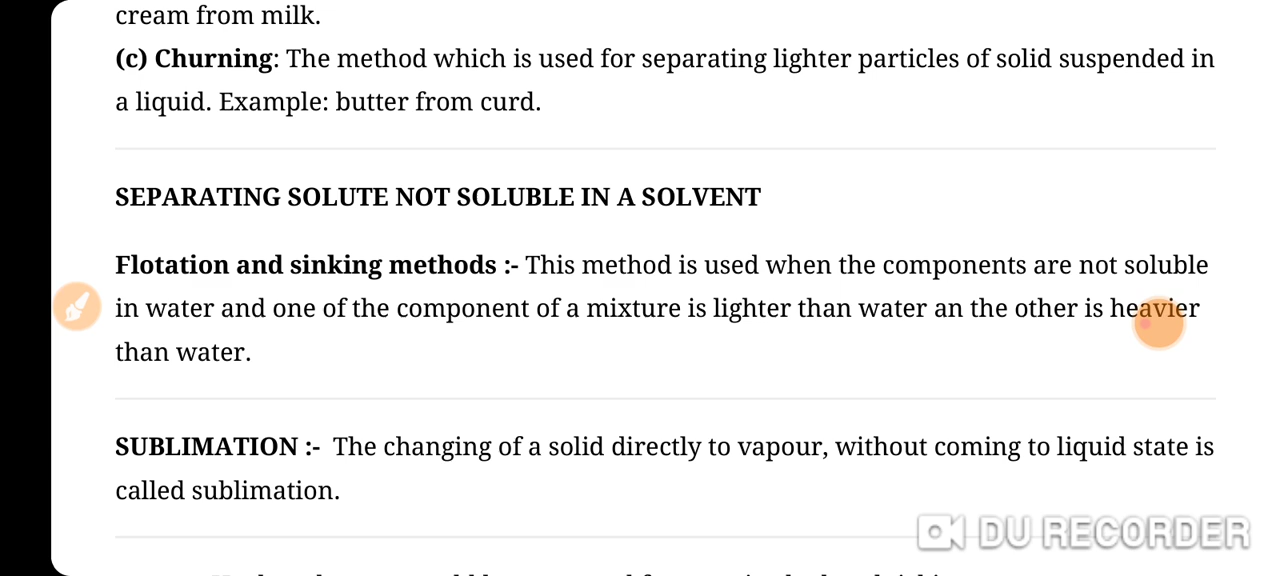 cream from milk.
(c) Churning: The method which is used for separating lighter particles of solid suspended in
a liquid. Example: butter from curd.
SEPARATING SOLUTE NOT SOLUBLE IN A SOLVENT
Flotation and sinking methods :- This method is used when the components are not soluble
in water and one of the component of a mixture is lighter than water an the other is heavier
than water.
SUBLIMATION :- The changing of a solid directly to vapour, without coming to liquid state is
called sublimation.
DU RECORDER